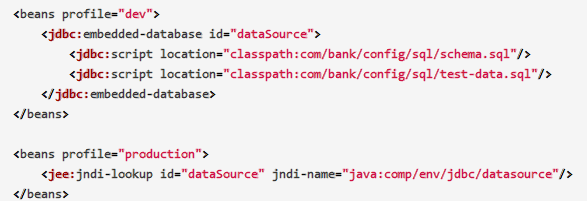 <beans profile="dev">
    <jdbc:embedded-database id="dataSource">
        <jdbc:script location="classpath:com/bank/config/sql/schema.sql"/>
        <jdbc:script location="classpath:com/bank/config/sql/test-data.sql"/>
    </jdbc:embedded-database>
</beans>
<beans profile="production">
    <jee:jndi-lookup id="dataSource" jndi-name="java:comp/env/jdbc/datasource"/>
</beans>